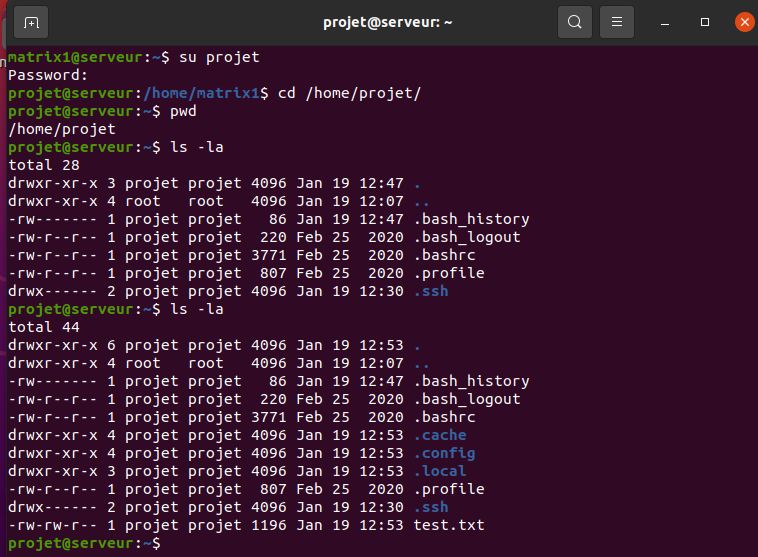 projet@serveur: ~
matrix1@serveur:~$ su projet
Password:
projet@serveur:/home/matrix1$ cd /home/projet/
projet@serveur:~$ pwd
/home/projet
projet@serveur:~$ ls -la
total 28
drwxr-xr-x 3 projet projet 4096 Jan 19 12:47 .
drwxr-xr-x 4 root   root   4096 Jan 19 12:07 ..
-rw------- 1 projet projet   86 Jan 19 12:47 .bash_history
-rw-r--r-- 1 projet projet  220 Feb 25  2020 .bash_logout
-rw-r--r-- 1 projet projet 3771 Feb 25  2020 .bashrc
-rw-r--r-- 1 projet projet  807 Feb 25  2020 .profile
drwx------ 2 projet projet 4096 Jan 19 12:30 .ssh
projet@serveur:~$ ls -la
total 44
drwxr-xr-x 6 projet projet 4096 Jan 19 12:53 .
drwxr-xr-x 4 root   root   4096 Jan 19 12:07 ..
-rw------- 1 projet projet   86 Jan 19 12:47 .bash_history
-rw-r--r-- 1 projet projet  220 Feb 25  2020 .bash_logout
-rw-r--r-- 1 projet projet 3771 Feb 25  2020 .bashrc
drwxr-xr-x 4 projet projet 4096 Jan 19 12:53 .cache
drwxr-xr-x 4 projet projet 4096 Jan 19 12:53 .config
drwxr-xr-x 3 projet projet 4096 Jan 19 12:53 .local
-rw-r--r-- 1 projet projet  807 Feb 25  2020 .profile
drwx------ 2 projet projet 4096 Jan 19 12:30 .ssh
-rw-rw-r-- 1 projet projet 1196 Jan 19 12:53 test.txt
projet@serveur:~$